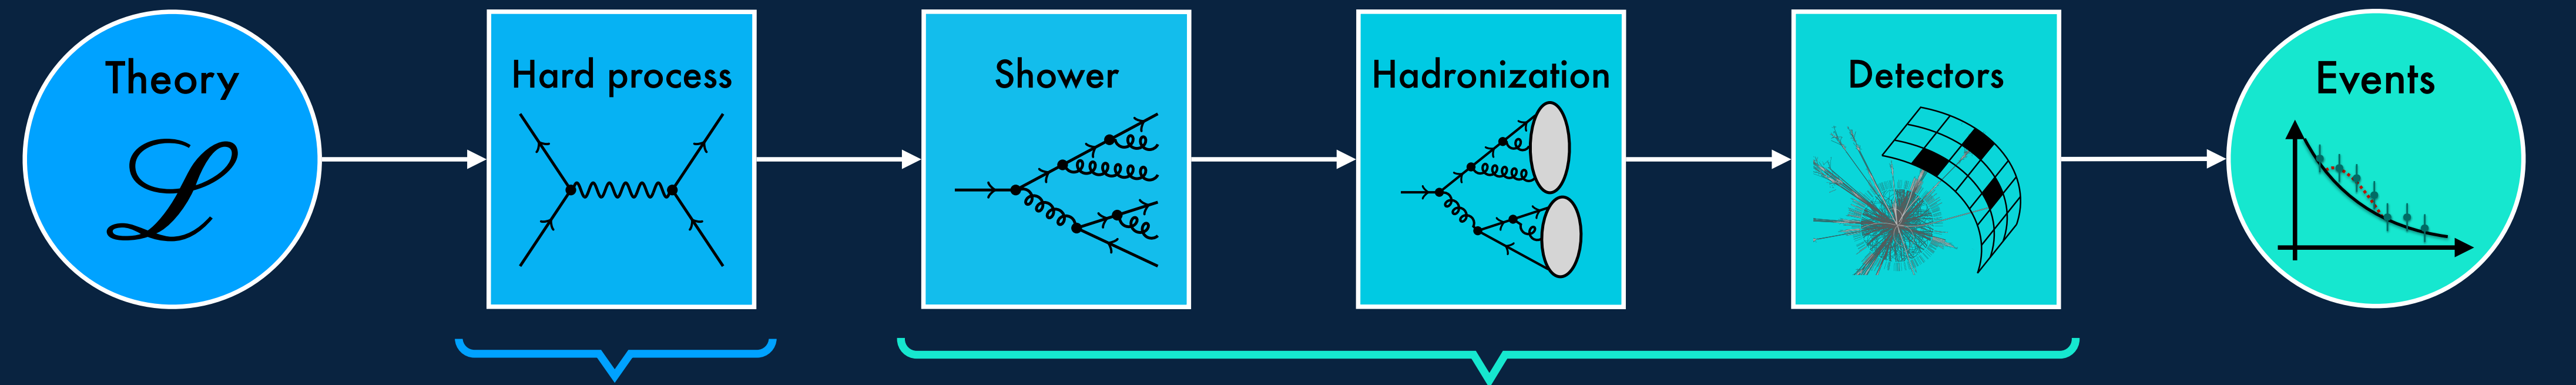 Theory
ℒ
Hard process
Shower
Hadronization
Detectors
Events